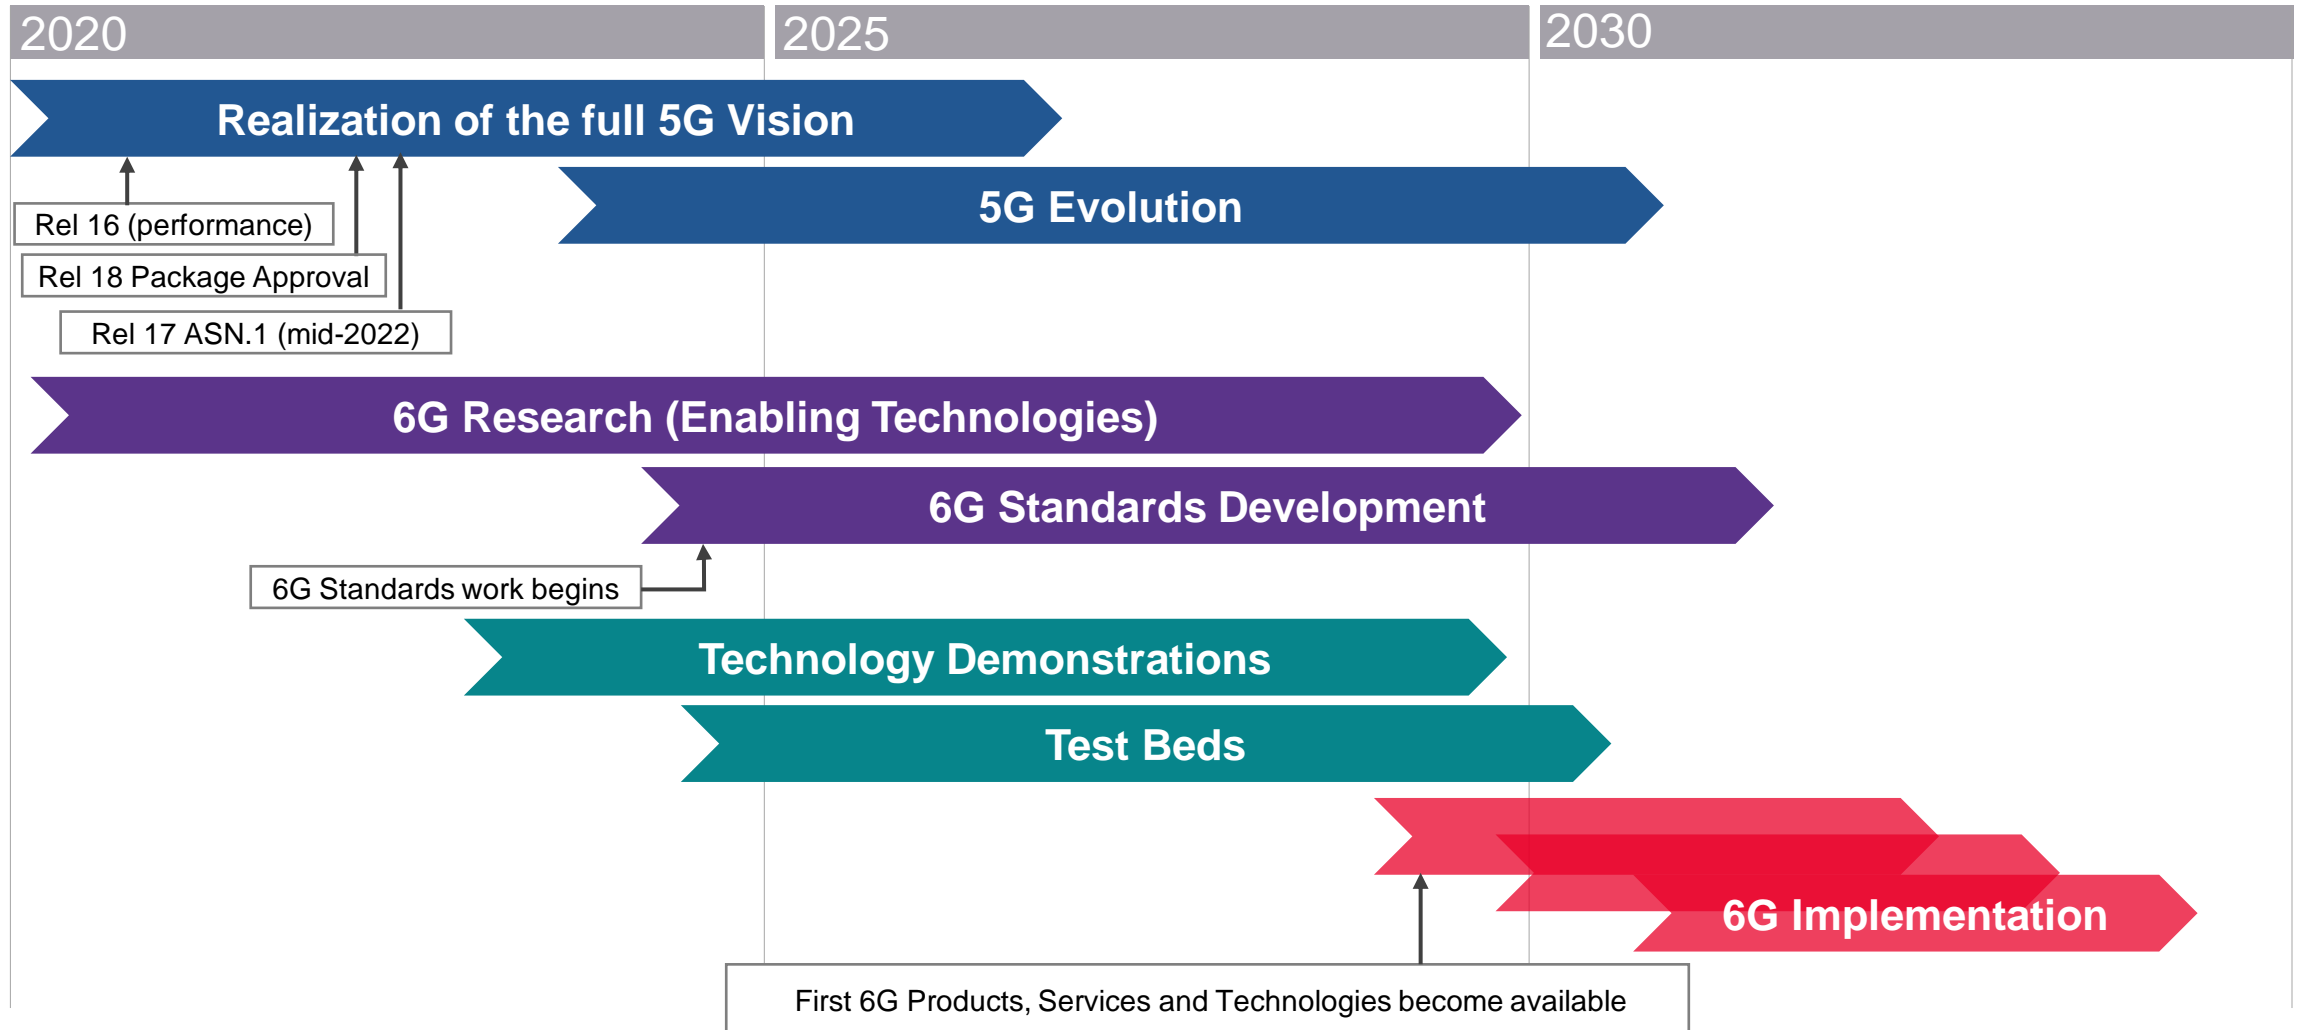 2020
2025
2030
Realization of the full 5G Vision
5G Evolution
Rel 16 (performance)
Rel 18 Package Approval
Rel 17 ASN.1 (mid-2022)
6G Research (Enabling Technologies)
6G Standards Development
6G Standards work begins
Technology Demonstrations
Test Beds
6G Implementation
First 6G Products, Services and Technologies become available